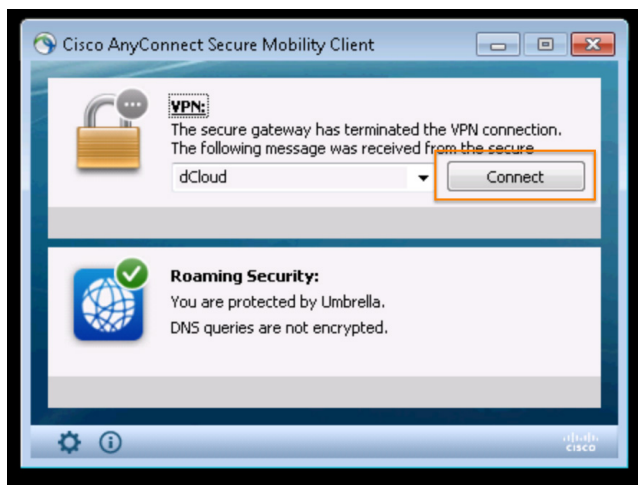 Cisco AnyConnect Secure Mobility Client
VPN:
The secure gateway has terminated the VPN connection.
The following message was received from the secure
dCloud
Connect
Roaming Security:
You are protected by Umbrella.
DNS queries are not encrypted.
CISCO